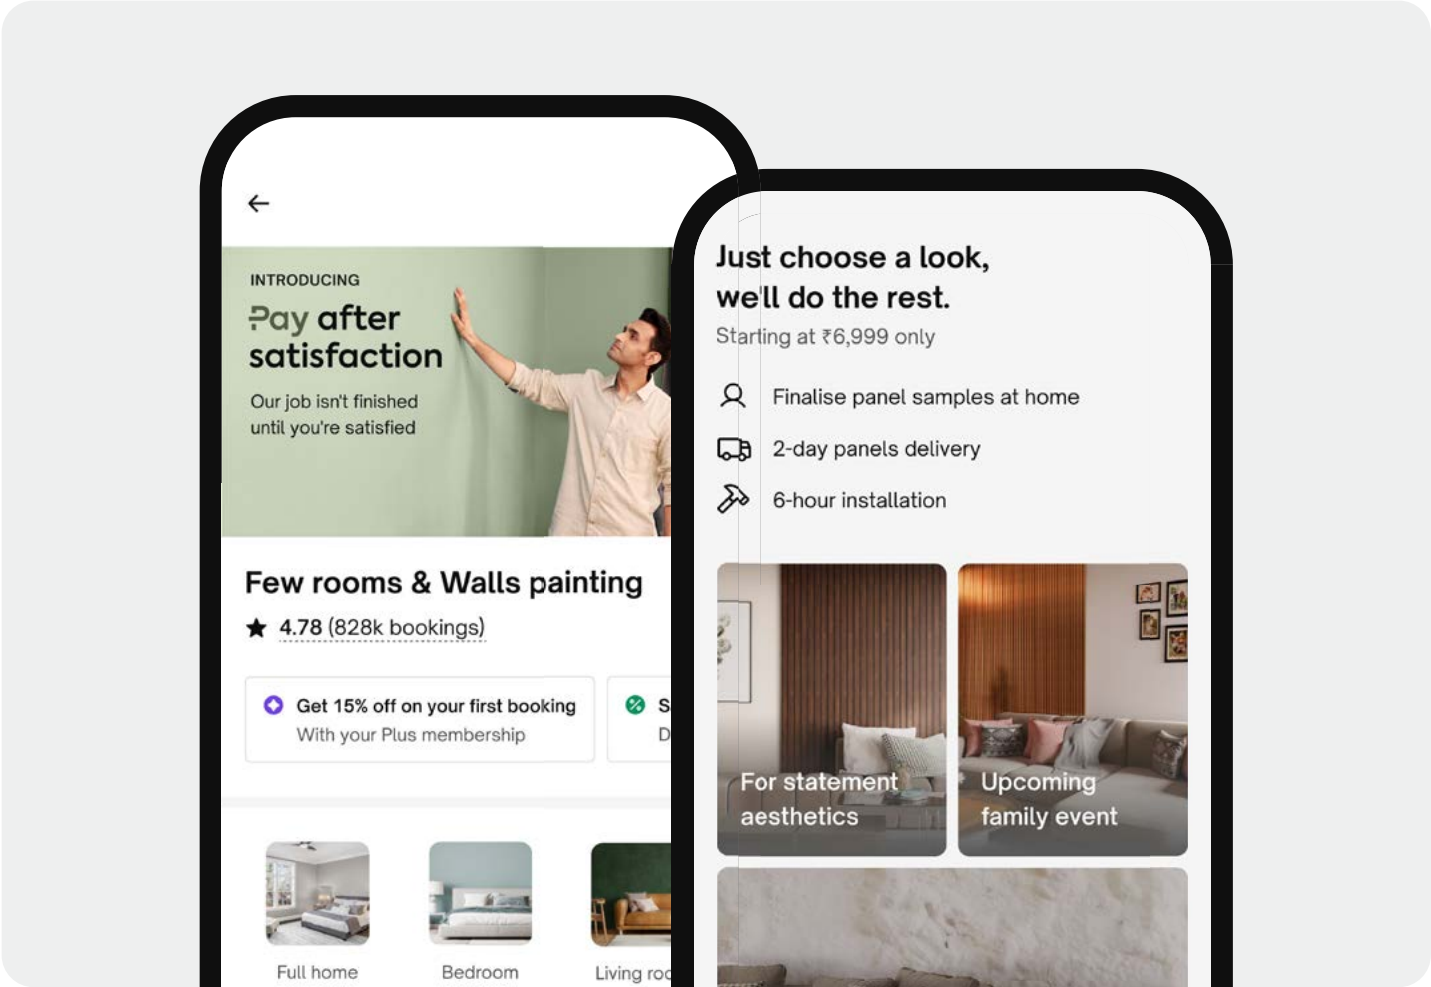 INTRODUCING
Pay after
satisfaction
Our job isn't finished
until you're satisfied
Few rooms & Walls painting
4.78 (828k bookings)
Get 15% off on your first booking
With your Plus membership
Full home
Bedroom
Living
Just choose a look,
we'll do the rest.
Starting at ₹6,999 only
Finalise panel samples at home
2-day panels delivery
6-hour installation
For statement
aesthetics
Upcoming
family event